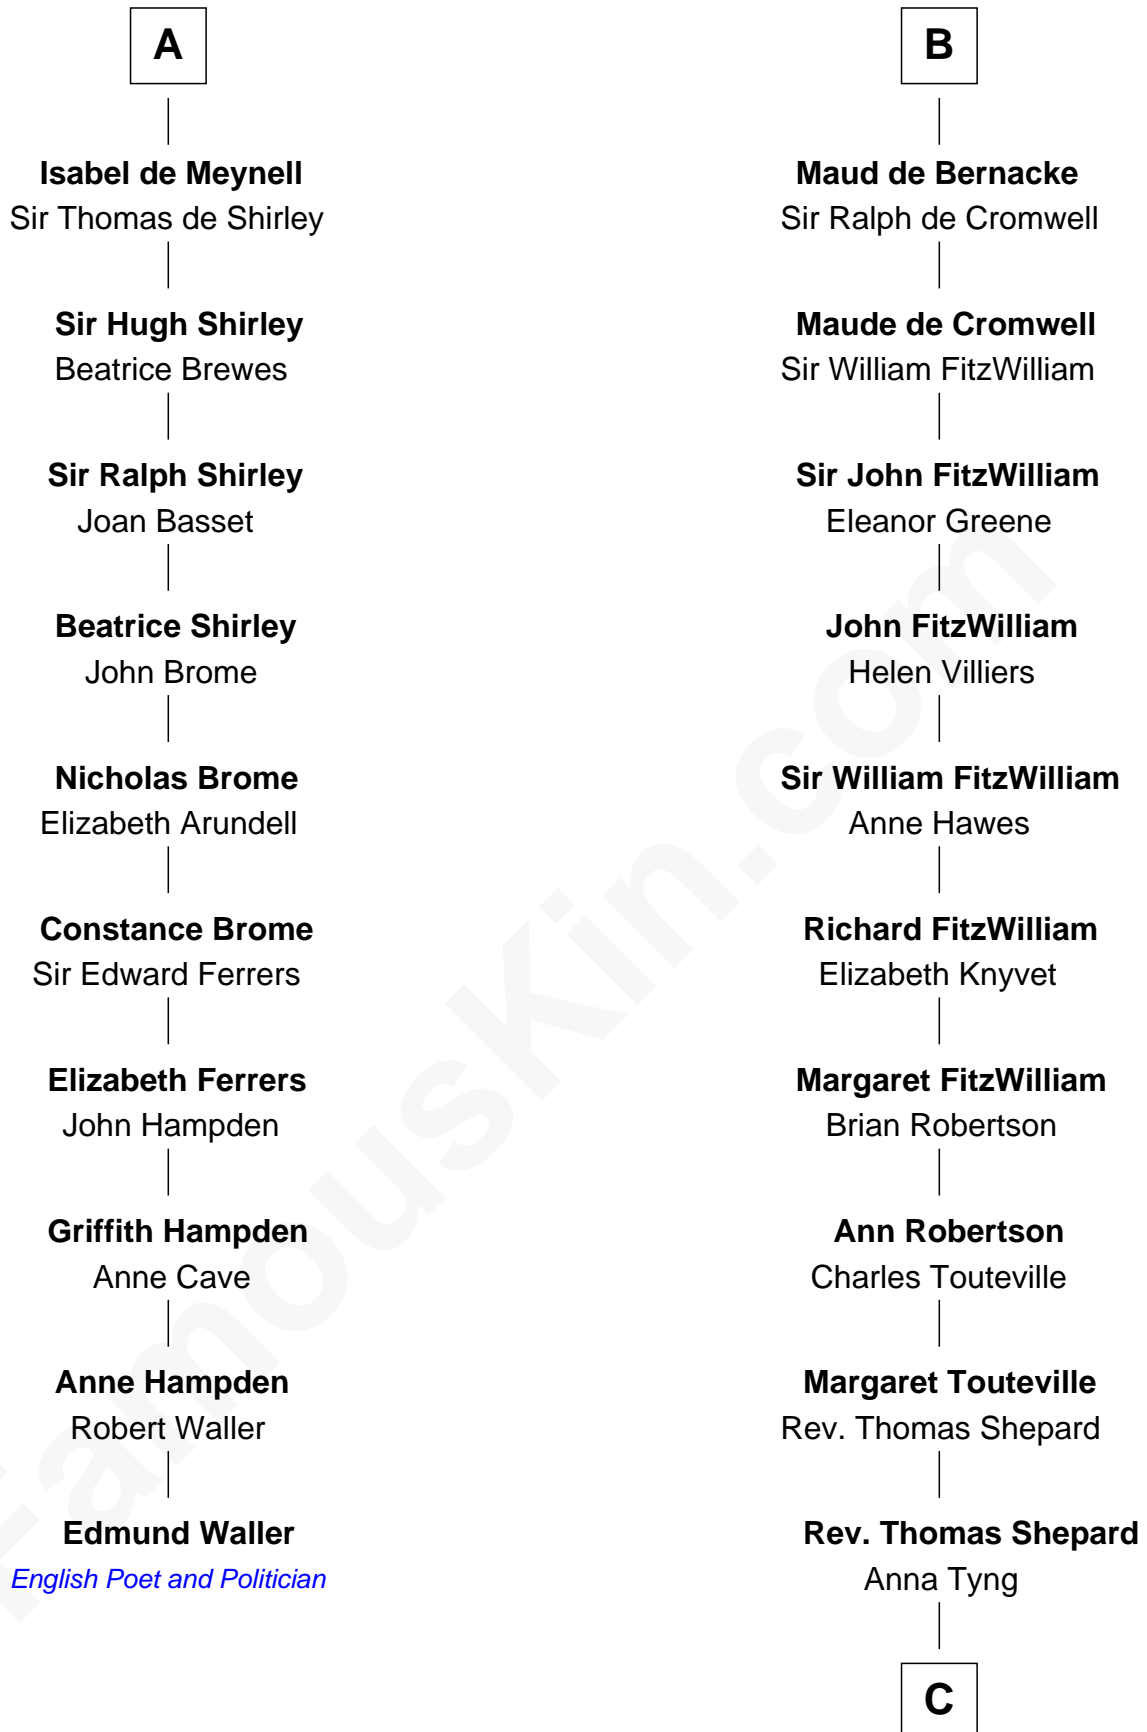 A
Isabel de Meynell
Sir Thomas de Shirley
Sir Hugh Shirley
Beatrice Brewes
Sir Ralph Shirley
Joan Basset
Beatrice Shirley
John Brome
Nicholas Brome
Elizabeth Arundell
Constance Brome
Sir Edward Ferrers
Elizabeth Ferrers
John Hampden
Griffith Hampden
Anne Cave
Anne Hampden
Robert Waller
Edmund Waller
English Poet and Politician
B
Maud de Bernacke
Sir Ralph de Cromwell
Maude de Cromwell
Sir William FitzWilliam
Sir John FitzWilliam
Eleanor Greene
John FitzWilliam
Helen Villiers
Sir William FitzWilliam
Anne Hawes
Richard FitzWilliam
Elizabeth Knyvet
Margaret FitzWilliam
Brian Robertson
Ann Robertson
Charles Touteville
Margaret Touteville
Rev. Thomas Shepard
Rev. Thomas Shepard
Anna Tyng
C
FamousKin.com